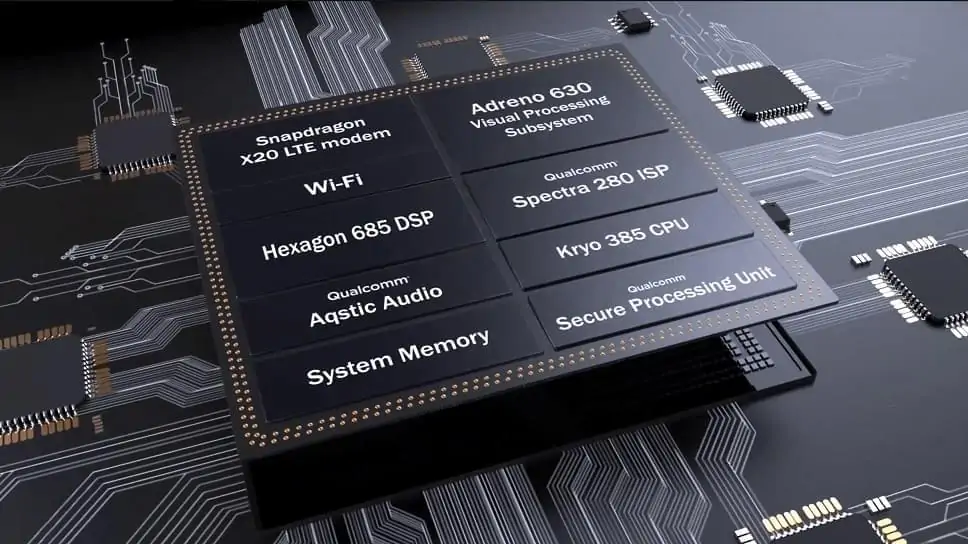 Snapdragon
X20 LTE modem
Wi-Fi
Hexagon 685 DSP
Qualcomm
Aqstic Audio
System Memory
Adreno 630
Visual Processing
Subsystem
Qualcomm
Spectra 280 ISP
Kryo 385 CPU
Qualcomm
Secure Processing Unit